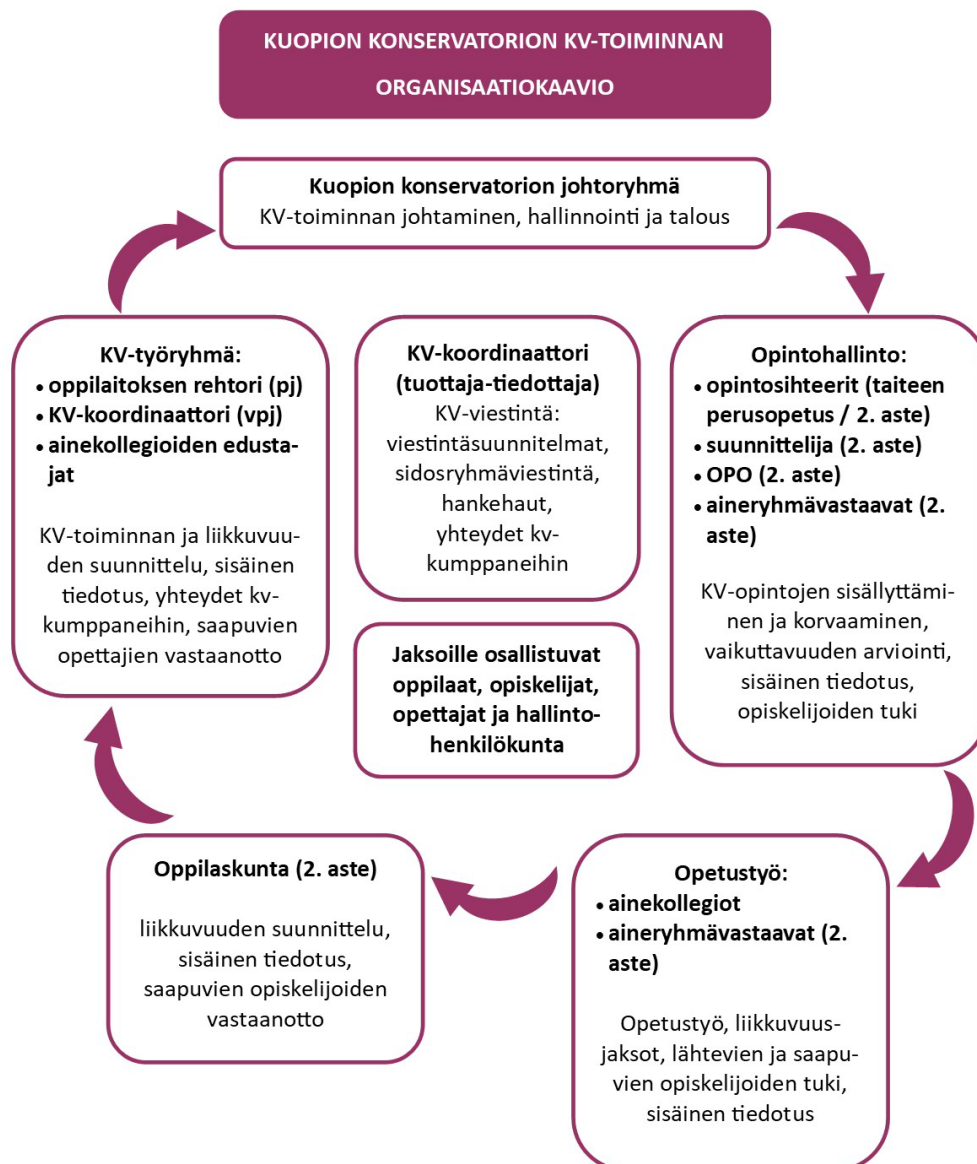 KUOPION KONSERVATORION KV-TOIMINNAN
ORGANISAATIOKAAVIO
Kuopion konservatorion johtoryhmä
KV-toiminnan johtaminen, hallinnointi ja talous
KV-työryhmä:
• oppilaitoksen rehtori (pj)
• KV-koordinaattori (vpj)
• ainekollegioiden edusta-
jat
KV-toiminnan ja liikkuvuu-
den suunnittelu, sisäinen
tiedotus, yhteydet kv-
kumppaneihin, saapuvien
opettajien vastaanotto
KV-koordinaattori
(tuottaja-tiedottaja)
KV-viestintä:
viestintäsuunnitelmat,
sidosryhmäviestintä,
hankehaut,
yhteydet kv-
kumppaneihin
Opintohallinto:
• opintosihteerit (taiteen
perusopetus / 2. aste)
• suunnittelija (2. aste)
• OPO (2. aste)
• aineryhmävastaavat (2.
aste)
KV-opintojen sisällyttämi-
nen ja korvaaminen,
vaikuttavuuden arviointi,
sisäinen tiedotus,
opiskelijoiden tuki
Jaksoille osallistuvat
oppilaat, opiskelijat,
opettajat ja hallinto-
henkilökunta
Oppilaskunta (2. aste)
liikkuvuuden suunnittelu,
sisäinen tiedotus,
saapuvien opiskelijoiden
vastaanotto
Opetustyö:
• ainekollegiot
• aineryhmävastaavat (2.
aste)
Opetustyö, liikkuvuus-
jaksot, lähtevien ja saapu-
vien opiskelijoiden tuki,
sisäinen tiedotus